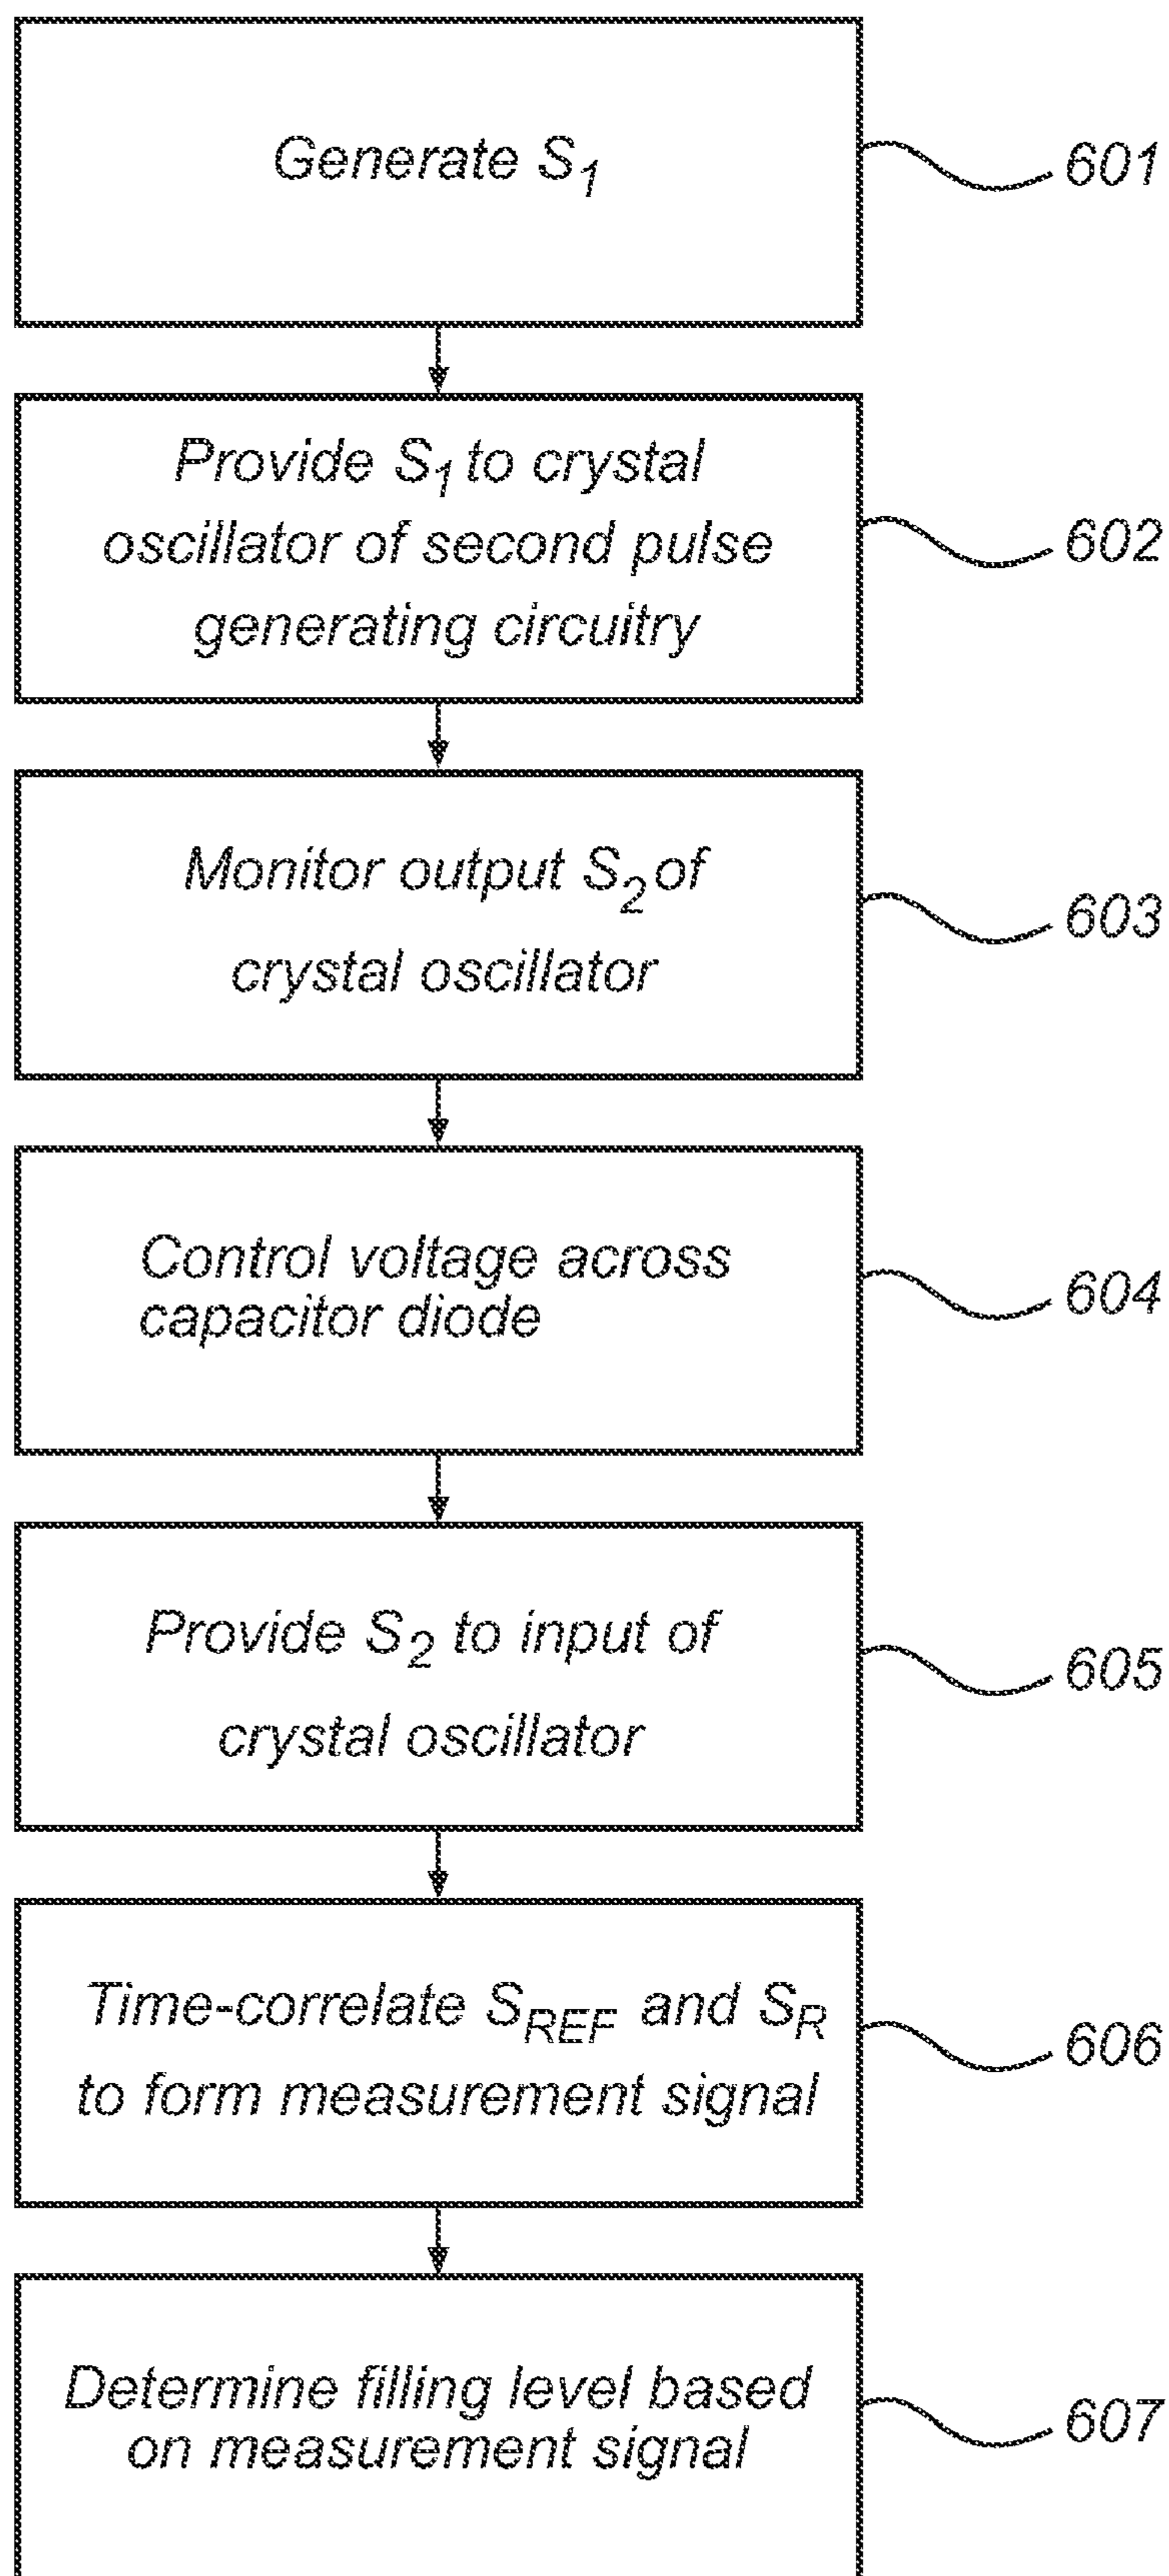 Generate S1
601
Provide S1 to crystal
oscillator of second pulse
generating circuitry
602
Monitor output S2 of
crystal oscillator
603
Control voltage across
capacitor diode
604
Provide S2 to input of
crystal oscillator
605
Time-correlate SREF and SR
to form measurement signal
606
Determine filling level based
on measurement signal
607